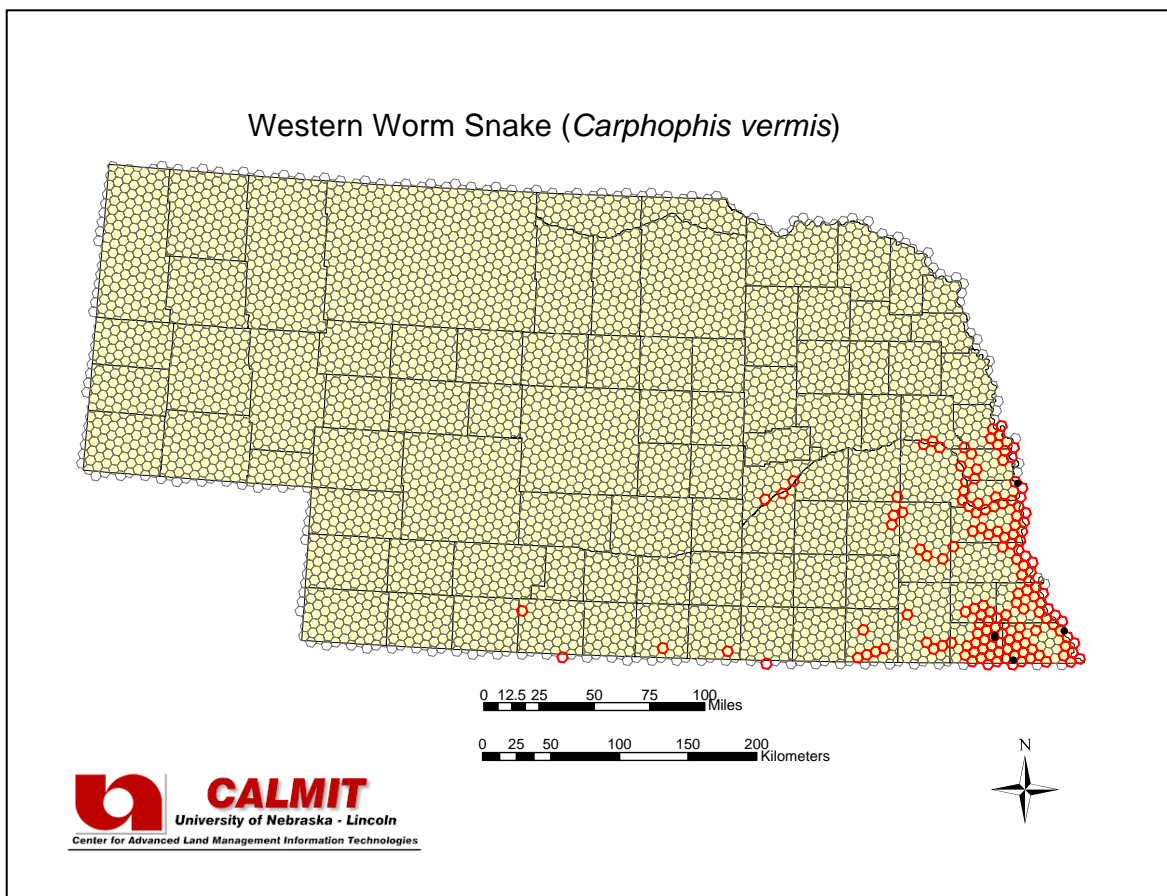 Western Worm Snake (Carphophis vermis)
0 12.5 25 50 75 100
Miles
0 25 50 100 150 200
Kilometers
N
CALMIT
University of Nebraska - Lincoln
Center for Advanced Land Management Information Technologies